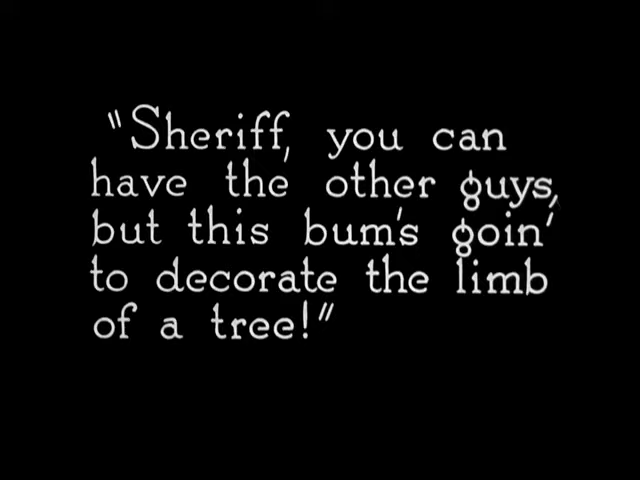 "Sheriff, you can
have the other guys,
but this bum's goin'
to decorate the limb
of a tree!"